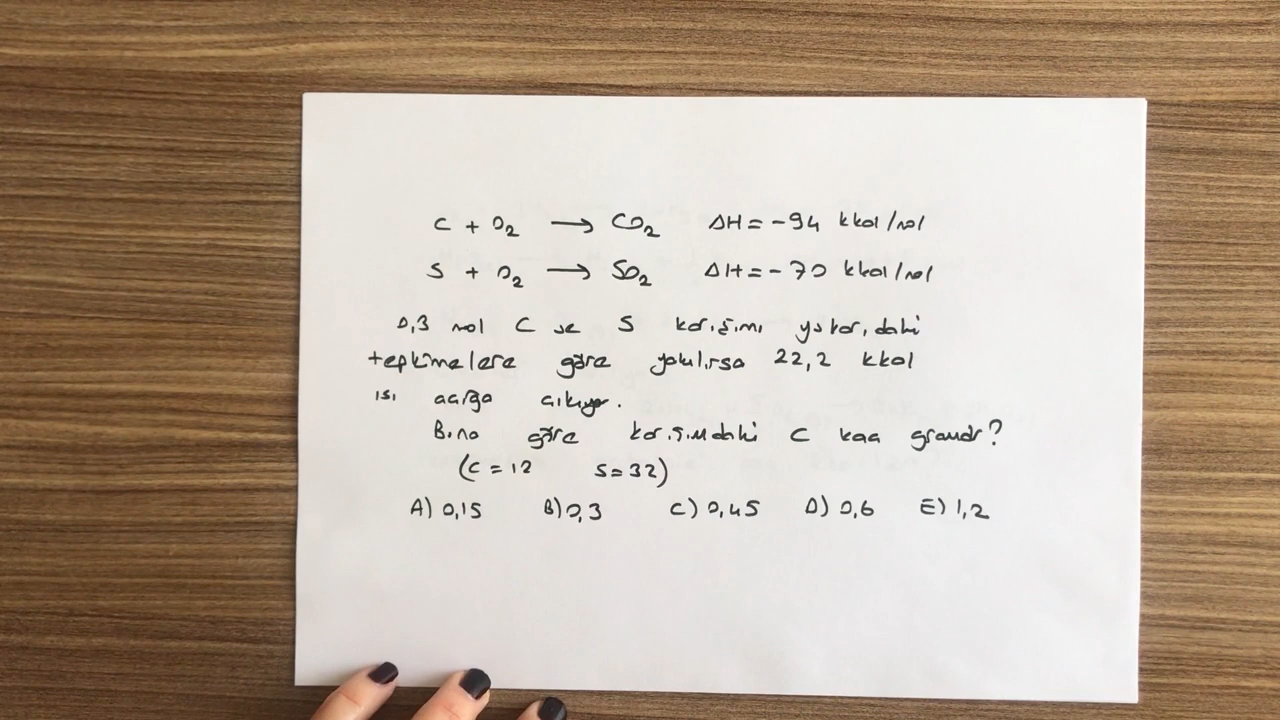 C + O₂ → CO₂ ΔH = -94 kkal/mol
S + O₂ → SO₂ ΔH = -70 kkal/mol
0,3 mol C ve S karışımı yukarıdaki
tepkimelere göre yakılırsa 22,2 kkal
ısı açığa çıkıyor.
Buna göre karışımdaki C kaç gramdır?
(C = 12 S = 32)
A) 0,15 B) 0,3 C) 0,45 D) 0,6 E) 1,2